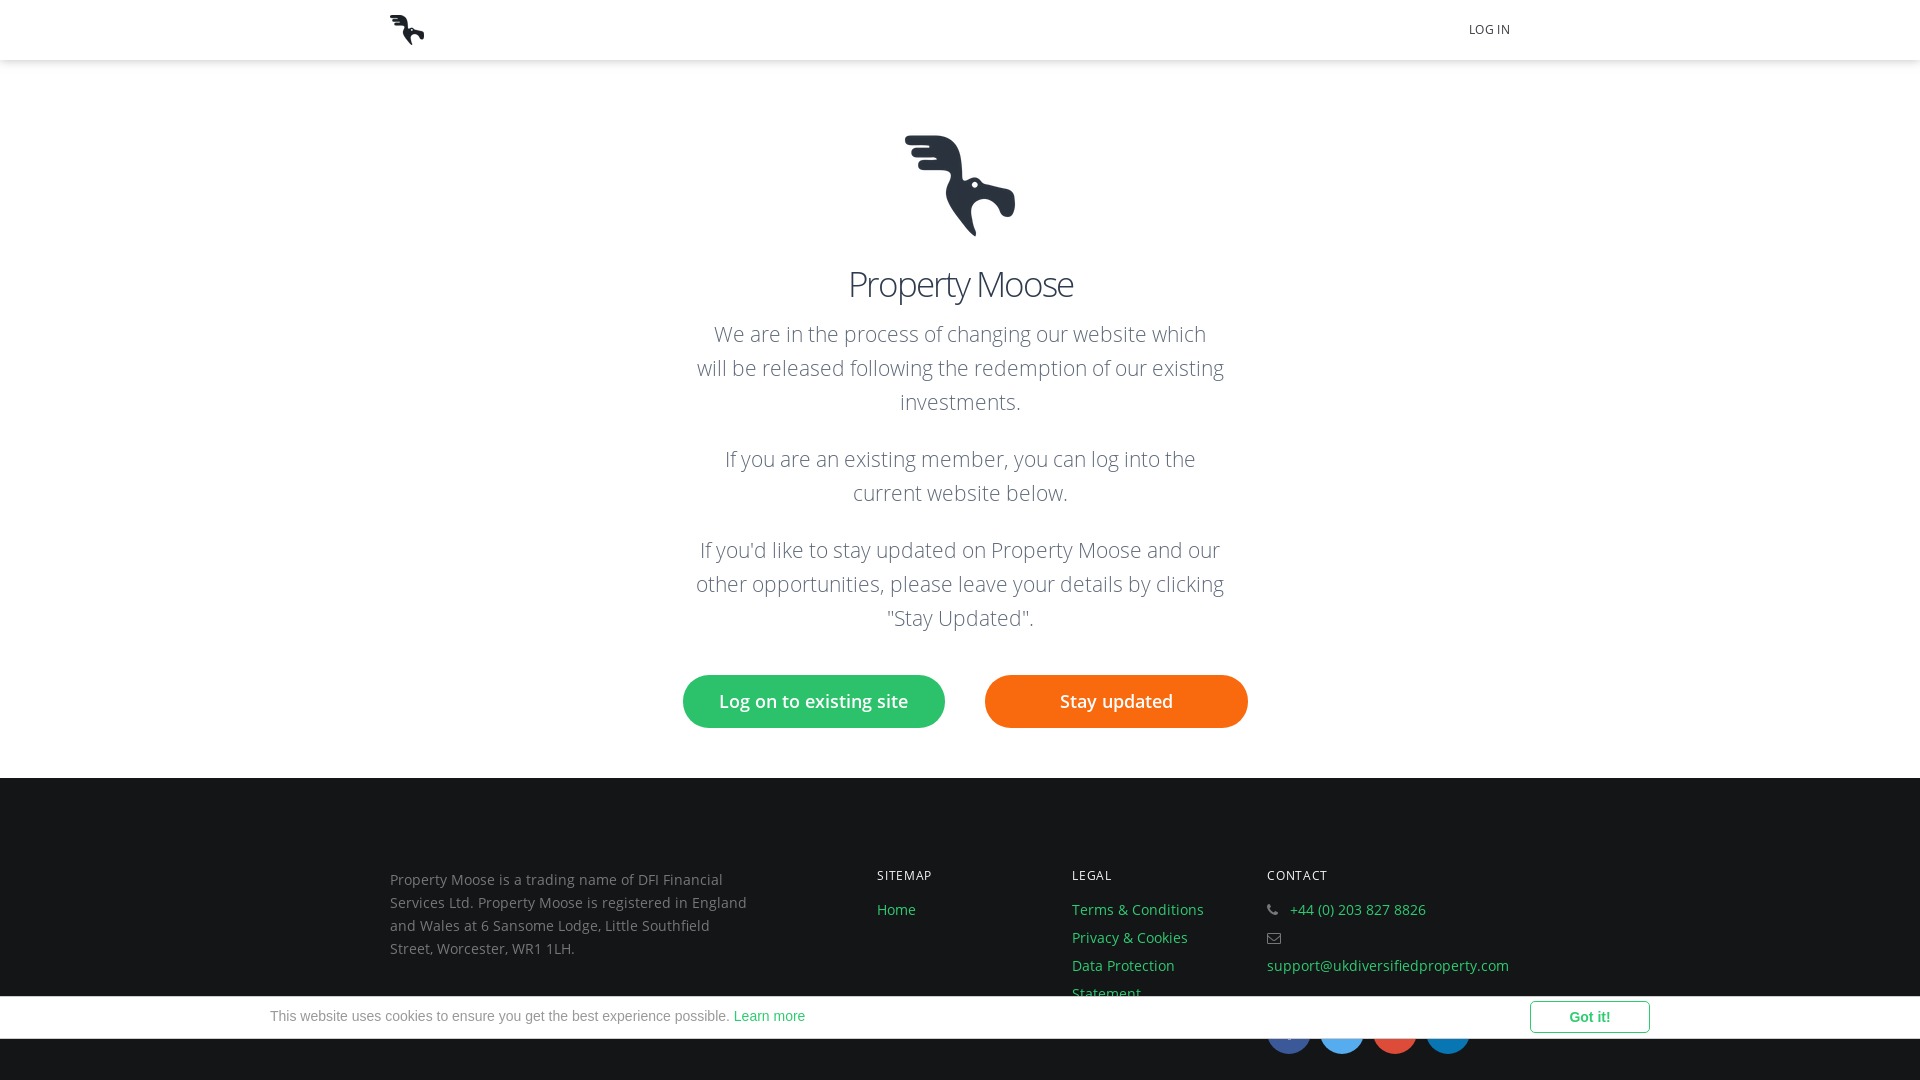 LOG IN
Property Moose
We are in the process of changing our website which
will be released following the redemption of our existing
investments.
If you are an existing member, you can log into the
current website below.
If you'd like to stay updated on Property Moose and our
other opportunities, please leave your details by clicking
"Stay Updated".
Log on to existing site
Stay updated
Property Moose is a trading name of DFI Financial
Services Ltd. Property Moose is registered in England
and Wales at 6 Sansome Lodge, Little Southfield
Street, Worcester, WR1 1LH.
SITEMAP
Home
LEGAL
Terms & Conditions
Privacy & Cookies
Data Protection
Statement
CONTACT
+44 (0) 203 827 8826
support@ukdiversifiedproperty.com
This website uses cookies to ensure you get the best experience possible. Learn more
Got it!